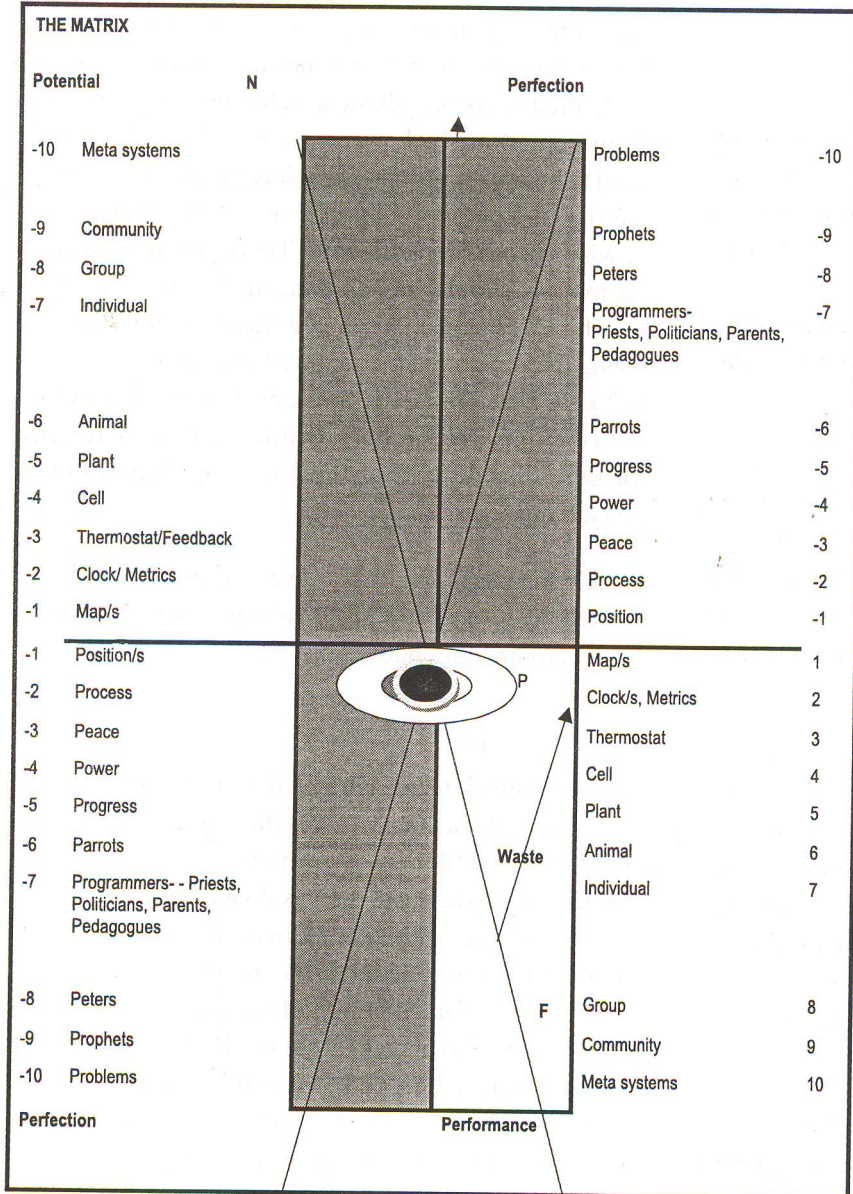 THE MATRIX
Potential N Perfection
-10 Meta systems Problems -10
-9 Community Prophets -9
-8 Group Peters -8
-7 Individual Programmers- -7
Priests, Politicians, Parents,
Pedagogues
-6 Animal Parrots -6
-5 Plant Progress -5
-4 Cell Power -4
-3 Thermostat/Feedback Peace -3
-2 Clock/ Metrics Process -2
-1 Map/s Position -1
-1 Position/s Map/s 1
P
-2 Process Clock/s, Metrics 2
-3 Peace Thermostat 3
-4 Power Cell 4
-5 Progress Plant 5
-6 Parrots Waste Animal 6
-7 Programmers- - Priests, Individual 7
Politicians, Parents,
Pedagogues
-8 Peters F Group 8
-9 Prophets Community 9
-10 Problems Meta systems 10
Perfection Performance